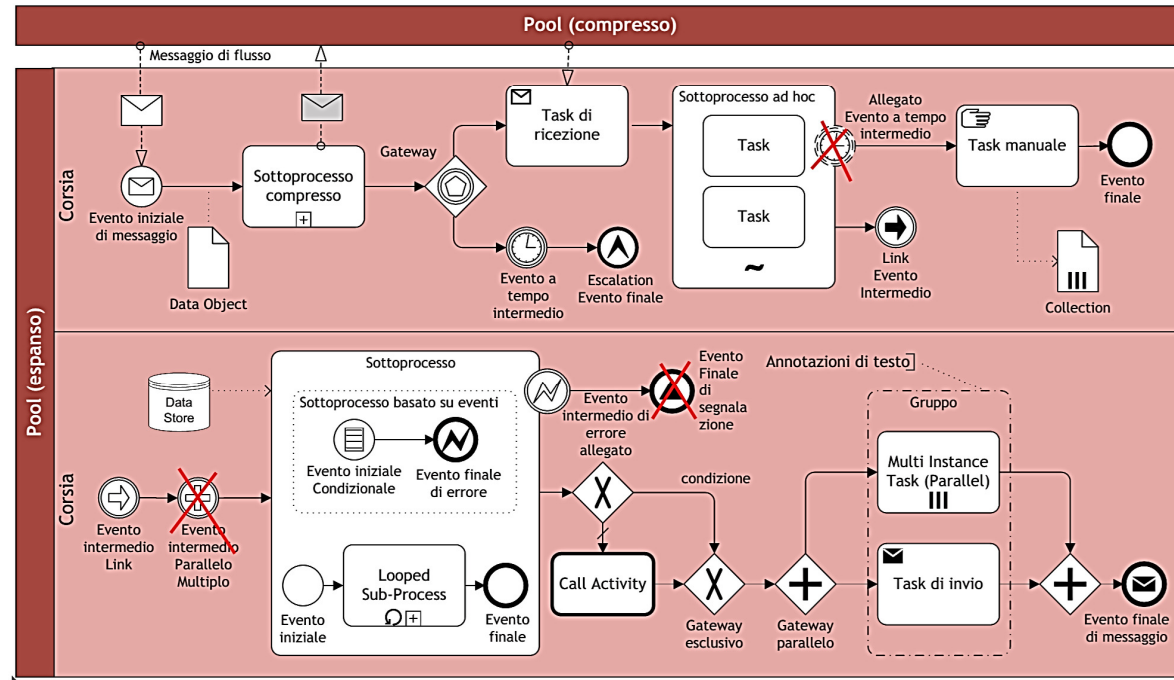 Pool (compresso)
Messaggio di flusso
Pool (espanso)
Corsia
Evento iniziale
di messaggio
Data Object
Sottoprocesso
compresso
Gateway
Task di
ricezione
Evento a
tempo
intermedio
Escalation
Evento finale
Sottoprocesso ad hoc
Task
Task
Allegato
Evento a tempo
intermedio
Link
Evento
Intermedio
Task manuale
Evento
finale
Collection
Corsia
Data
Store
Evento
intermedio
Link
Evento
intermedio
Parallelo
Multiplo
Sottoprocesso
Sottoprocesso basato su eventi
Evento iniziale
Condizionale
Evento finale
di errore
Evento
iniziale
Looped
Sub-Process
Evento
finale
Evento
intermedio di
errore
allegato
Evento
Finale
di
segnala
zione
condizione
Call Activity
Gateway
esclusivo
Gateway
parallelo
Annotazioni di testo
Gruppo
Multi Instance
Task (Parallel)
Task di invio
Evento finale
di messaggio